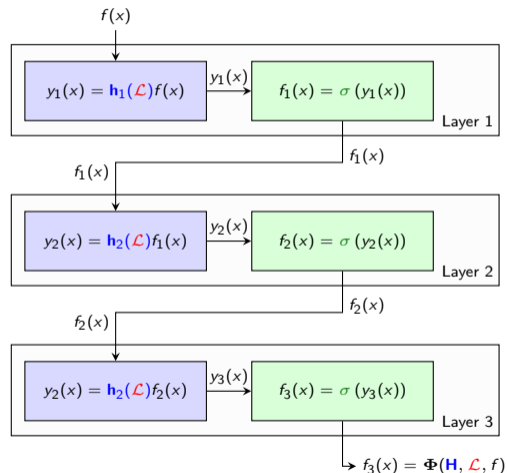 f(x)
y₁(x) = h₁(ℒ)f(x)
y₁(x)
f₁(x) = σ (y₁(x))
Layer 1
f₁(x)
f₁(x)
y₂(x) = h₂(ℒ)f₁(x)
y₂(x)
f₂(x) = σ (y₂(x))
Layer 2
f₂(x)
f₂(x)
y₂(x) = h₂(ℒ)f₂(x)
y₃(x)
f₃(x) = σ (y₃(x))
Layer 3
f₃(x) = Φ(H, ℒ, f)